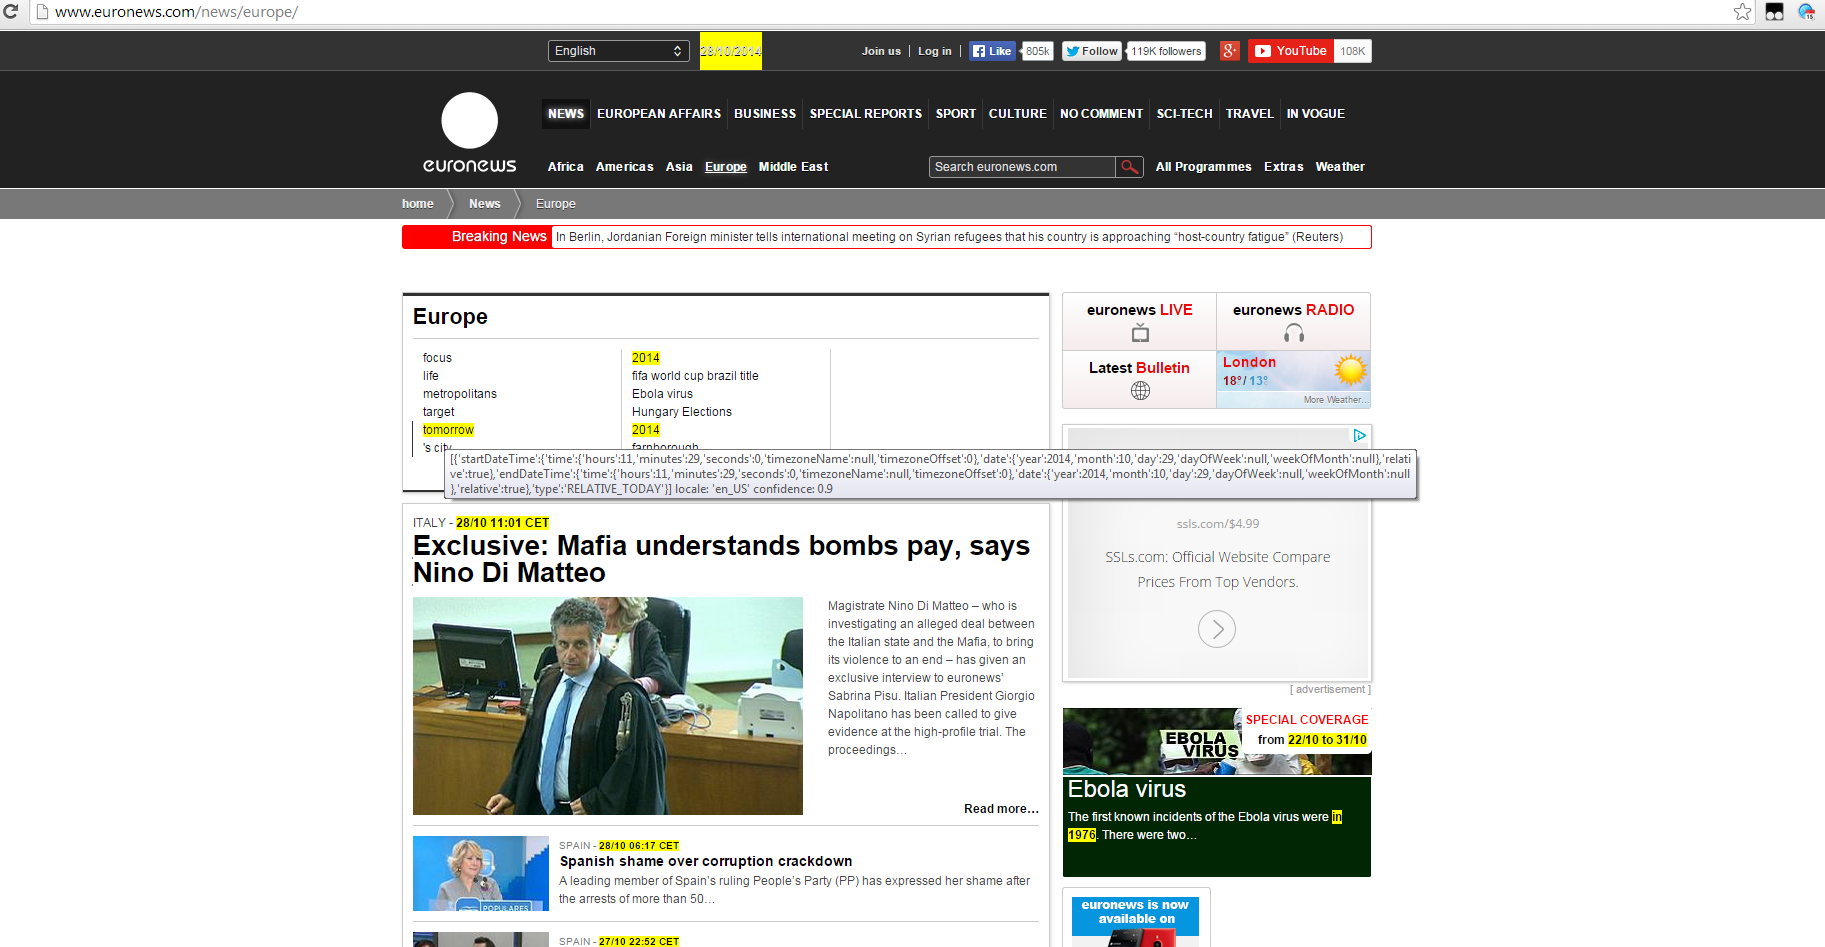 www.euronews.com/news/europe/
English
28/10/2014
Join us | Log in |
Like
805k
Follow
119K followers
YouTube
108K
euronews
NEWS
EUROPEAN AFFAIRS
BUSINESS
SPECIAL REPORTS
SPORT
CULTURE
NO COMMENT
SCI-TECH
TRAVEL
IN VOGUE
Africa
Americas
Asia
Europe
Middle East
Search euronews.com
All Programmes
Extras
Weather
home
News
Europe
Breaking News
In Berlin, Jordanian Foreign minister tells international meeting on Syrian refugees that his country is approaching “host-country fatigue” (Reuters)
Europe
focus
life
metropolitans
target
tomorrow
's city
2014
fifa world cup brazil title
Ebola virus
Hungary Elections
2014
farnborough
[{'startDateTime':{'time':{'hours':11,'minutes':29,'seconds':0,'timezoneName':null,'timezoneOffset':0},'date':{'year':2014,'month':10,'day':29,'dayOfWeek':null,'weekOfMonth':null},'relati
ve':true},'endDateTime':{'time':{'hours':11,'minutes':29,'seconds':0,'timezoneName':null,'timezoneOffset':0},'date':{'year':2014,'month':10,'day':29,'dayOfWeek':null,'weekOfMonth':null
},'relative':true},'type':'RELATIVE_TODAY'}] locale: 'en_US' confidence: 0.9
ITALY - 28/10 11:01 CET
Exclusive: Mafia understands bombs pay, says
Nino Di Matteo
Magistrate Nino Di Matteo – who is
investigating an alleged deal between
the Italian state and the Mafia, to bring
its violence to an end – has given an
exclusive interview to euronews’
Sabrina Pisu. Italian President Giorgio
Napolitano has been called to give
evidence at the high-profile trial. The
proceedings…
Read more…
SPAIN - 28/10 06:17 CET
Spanish shame over corruption crackdown
A leading member of Spain’s ruling People’s Party (PP) has expressed her shame after
the arrests of more than 50…
POPULARES
SPAIN - 27/10 22:52 CET
euronews LIVE
euronews RADIO
Latest Bulletin
London
18°/ 13°
More Weather...
ssls.com/$4.99
SSLs.com: Official Website Compare
Prices From Top Vendors.
[ advertisement ]
SPECIAL COVERAGE
from 22/10 to 31/10
EBOLA
VIRUS
Ebola virus
The first known incidents of the Ebola virus were in
1976. There were two…
euronews is now
available on